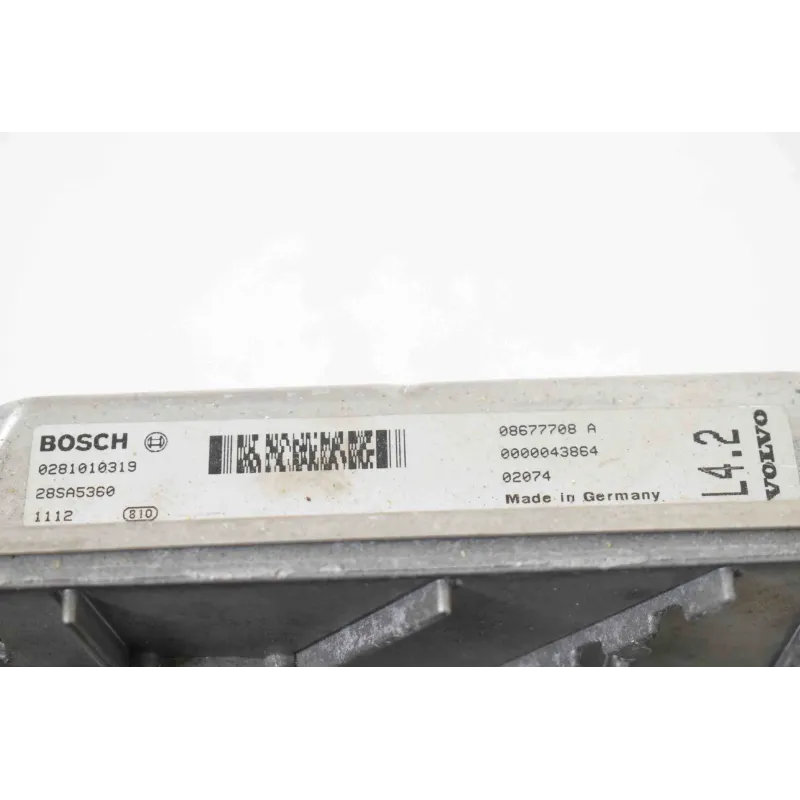 BOSCH
0281010319
28SA5360
1112 810
08677708 A
0000043864
02074
Made in Germany
L4.2
VOLVO